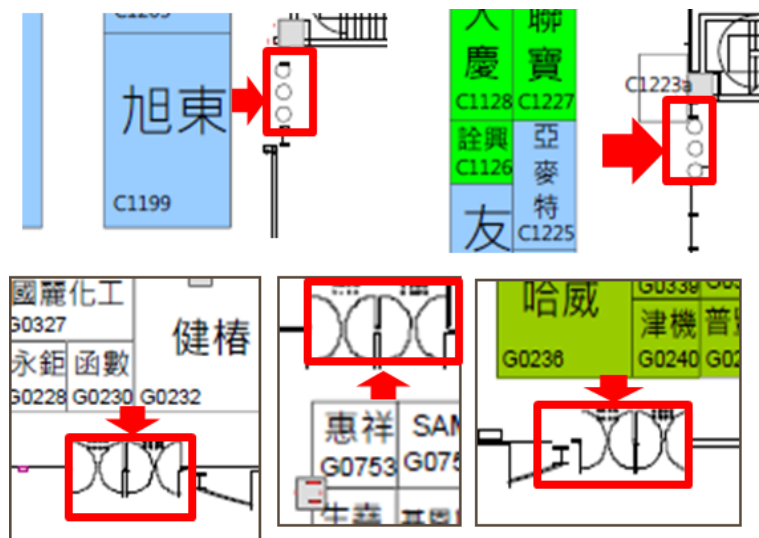 C1199
旭東
C1199
慶
聯
寶
C1128
C1227
C1223a
詮興
C1126
亞
麥
特
C1225
友
國麗化工
G0327
健椿
永鉅
函數
G0228
G0230
G0232
惠祥
G0753
哈威
G0236
G0339
津機
G0240